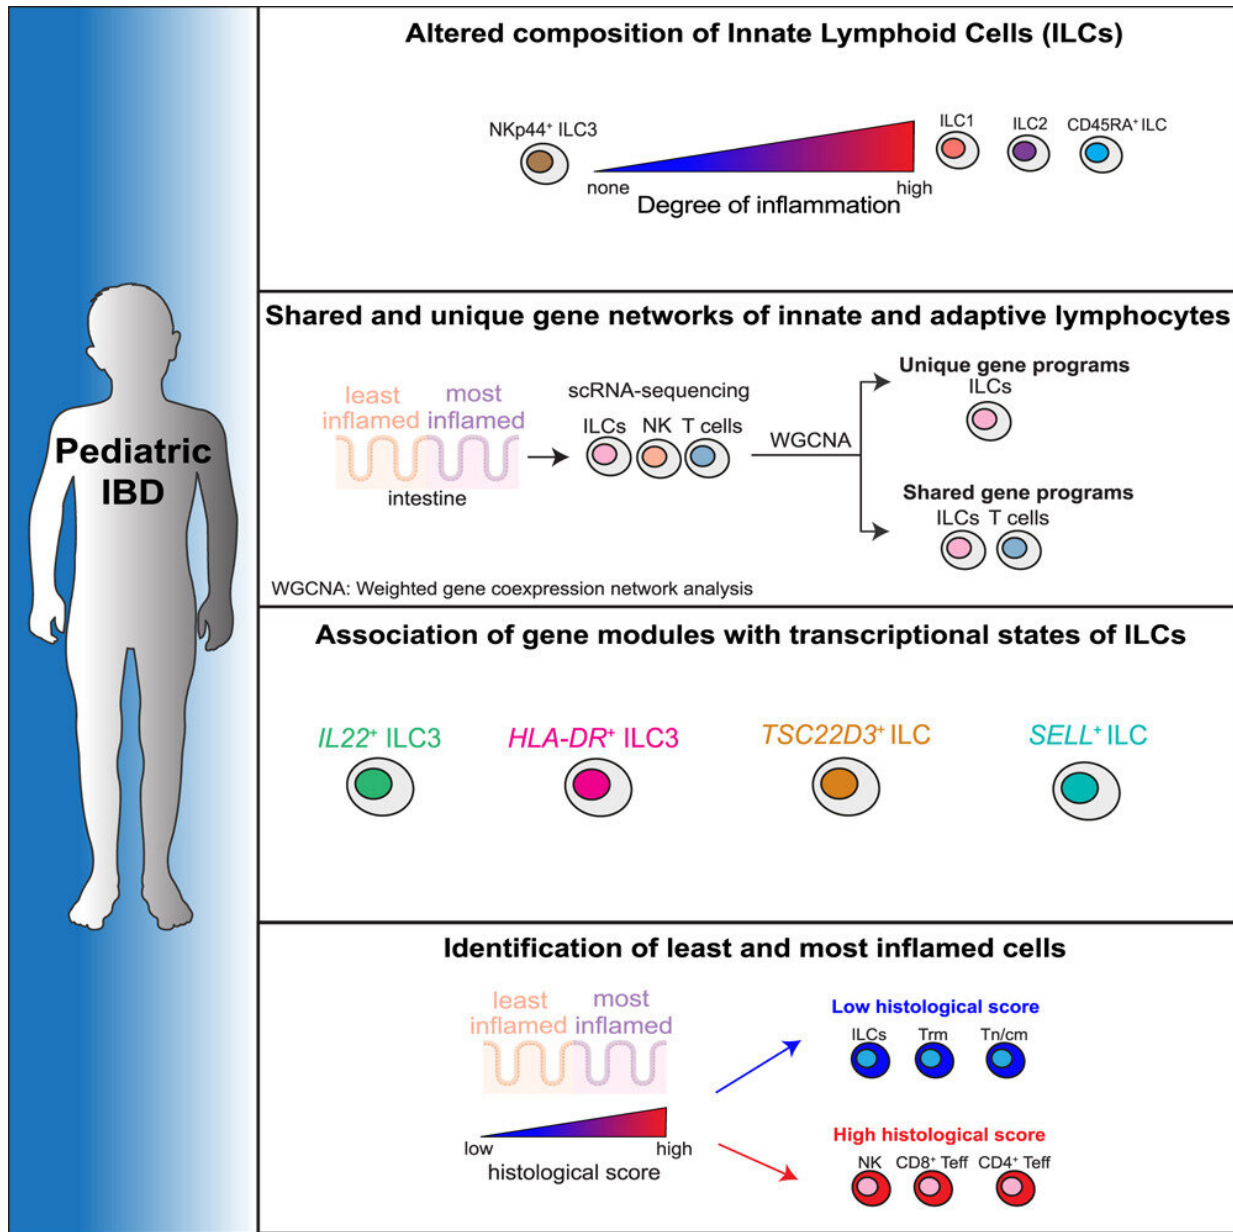 Pediatric
IBD
Altered composition of Innate Lymphoid Cells (ILCs)
NKp44⁺ ILC3
ILC1
ILC2
CD45RA⁺ ILC
none
high
Degree of inflammation
Shared and unique gene networks of innate and adaptive lymphocytes
least
inflamed
most
inflamed
intestine
scRNA-sequencing
ILCs
NK
T cells
WGCNA
Unique gene programs
ILCs
Shared gene programs
ILCs
T cells
WGCNA: Weighted gene coexpression network analysis
Association of gene modules with transcriptional states of ILCs
IL22⁺ ILC3
HLA-DR⁺ ILC3
TSC22D3⁺ ILC
SELL⁺ ILC
Identification of least and most inflamed cells
least
inflamed
most
inflamed
low
high
histological score
Low histological score
ILCs
Trm
Tn/cm
High histological score
NK
CD8⁺ Teff
CD4⁺ Teff